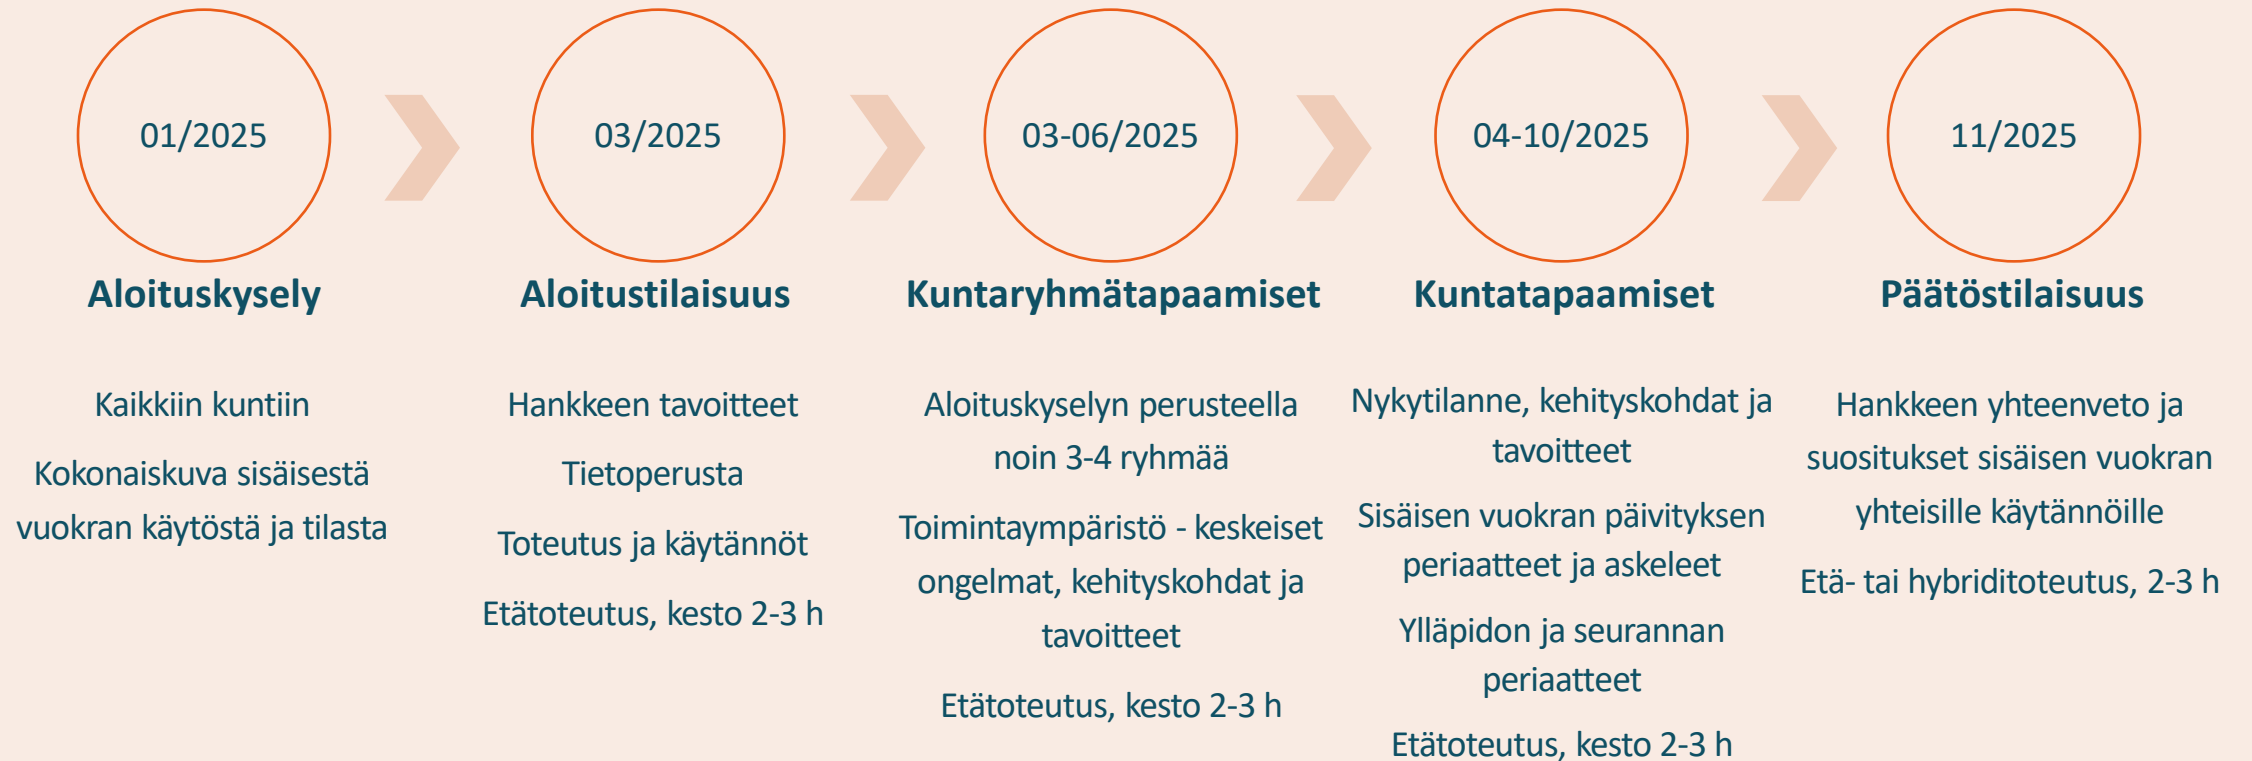 01/2025
Aloituskysely
Kaikkiin kuntiin
Kokonaiskuva sisäisestä
vuokran käytöstä ja tilasta
03/2025
Aloitustilaisuus
Hankkeen tavoitteet
Tietoperusta
Toteutus ja käytännöt
Etätoteutus, kesto 2-3 h
03-06/2025
Kuntaryhmätapaamiset
Aloituskyselyn perusteella
noin 3-4 ryhmää
Toimintaympäristö - keskeiset
ongelmat, kehityskohdat ja
tavoitteet
Etätoteutus, kesto 2-3 h
04-10/2025
Kuntatapaamiset
Nykytilanne, kehityskohdat ja
tavoitteet
Sisäisen vuokran päivityksen
periaatteet ja askeleet
Ylläpidon ja seurannan
periaatteet
Etätoteutus, kesto 2-3 h
11/2025
Päätöstilaisuus
Hankkeen yhteenveto ja
suositukset sisäisen vuokran
yhteisille käytännöille
Etä- tai hybriditoteutus, 2-3 h